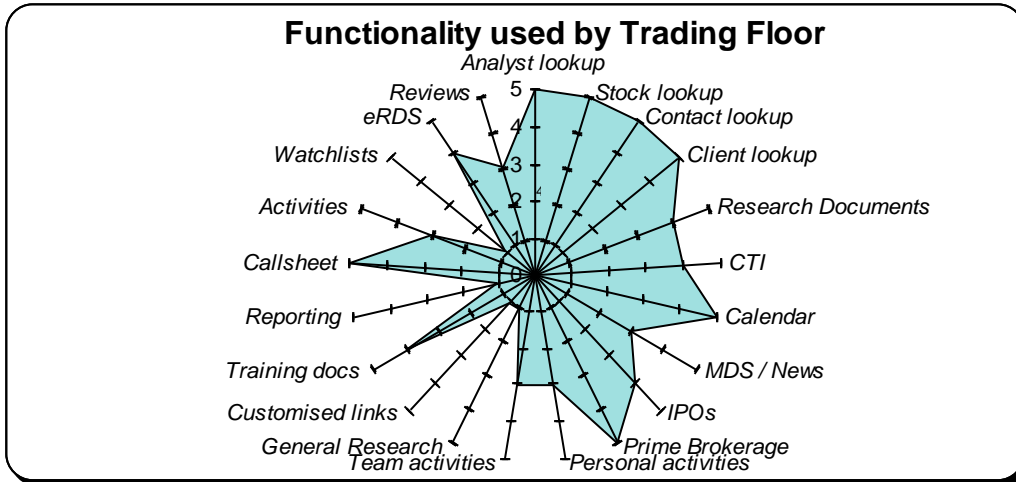 Functionality used by Trading Floor
Analyst lookup
Reviews
5
Stock lookup
eRDS
4
Contact lookup
Watchlists
3
Client lookup
2
4
Activities
Research Documents
1
Callsheet
0
CTI
Reporting
Calendar
Training docs
MDS / News
Customised links
IPOs
General Research
Prime Brokerage
Team activities
Personal activities